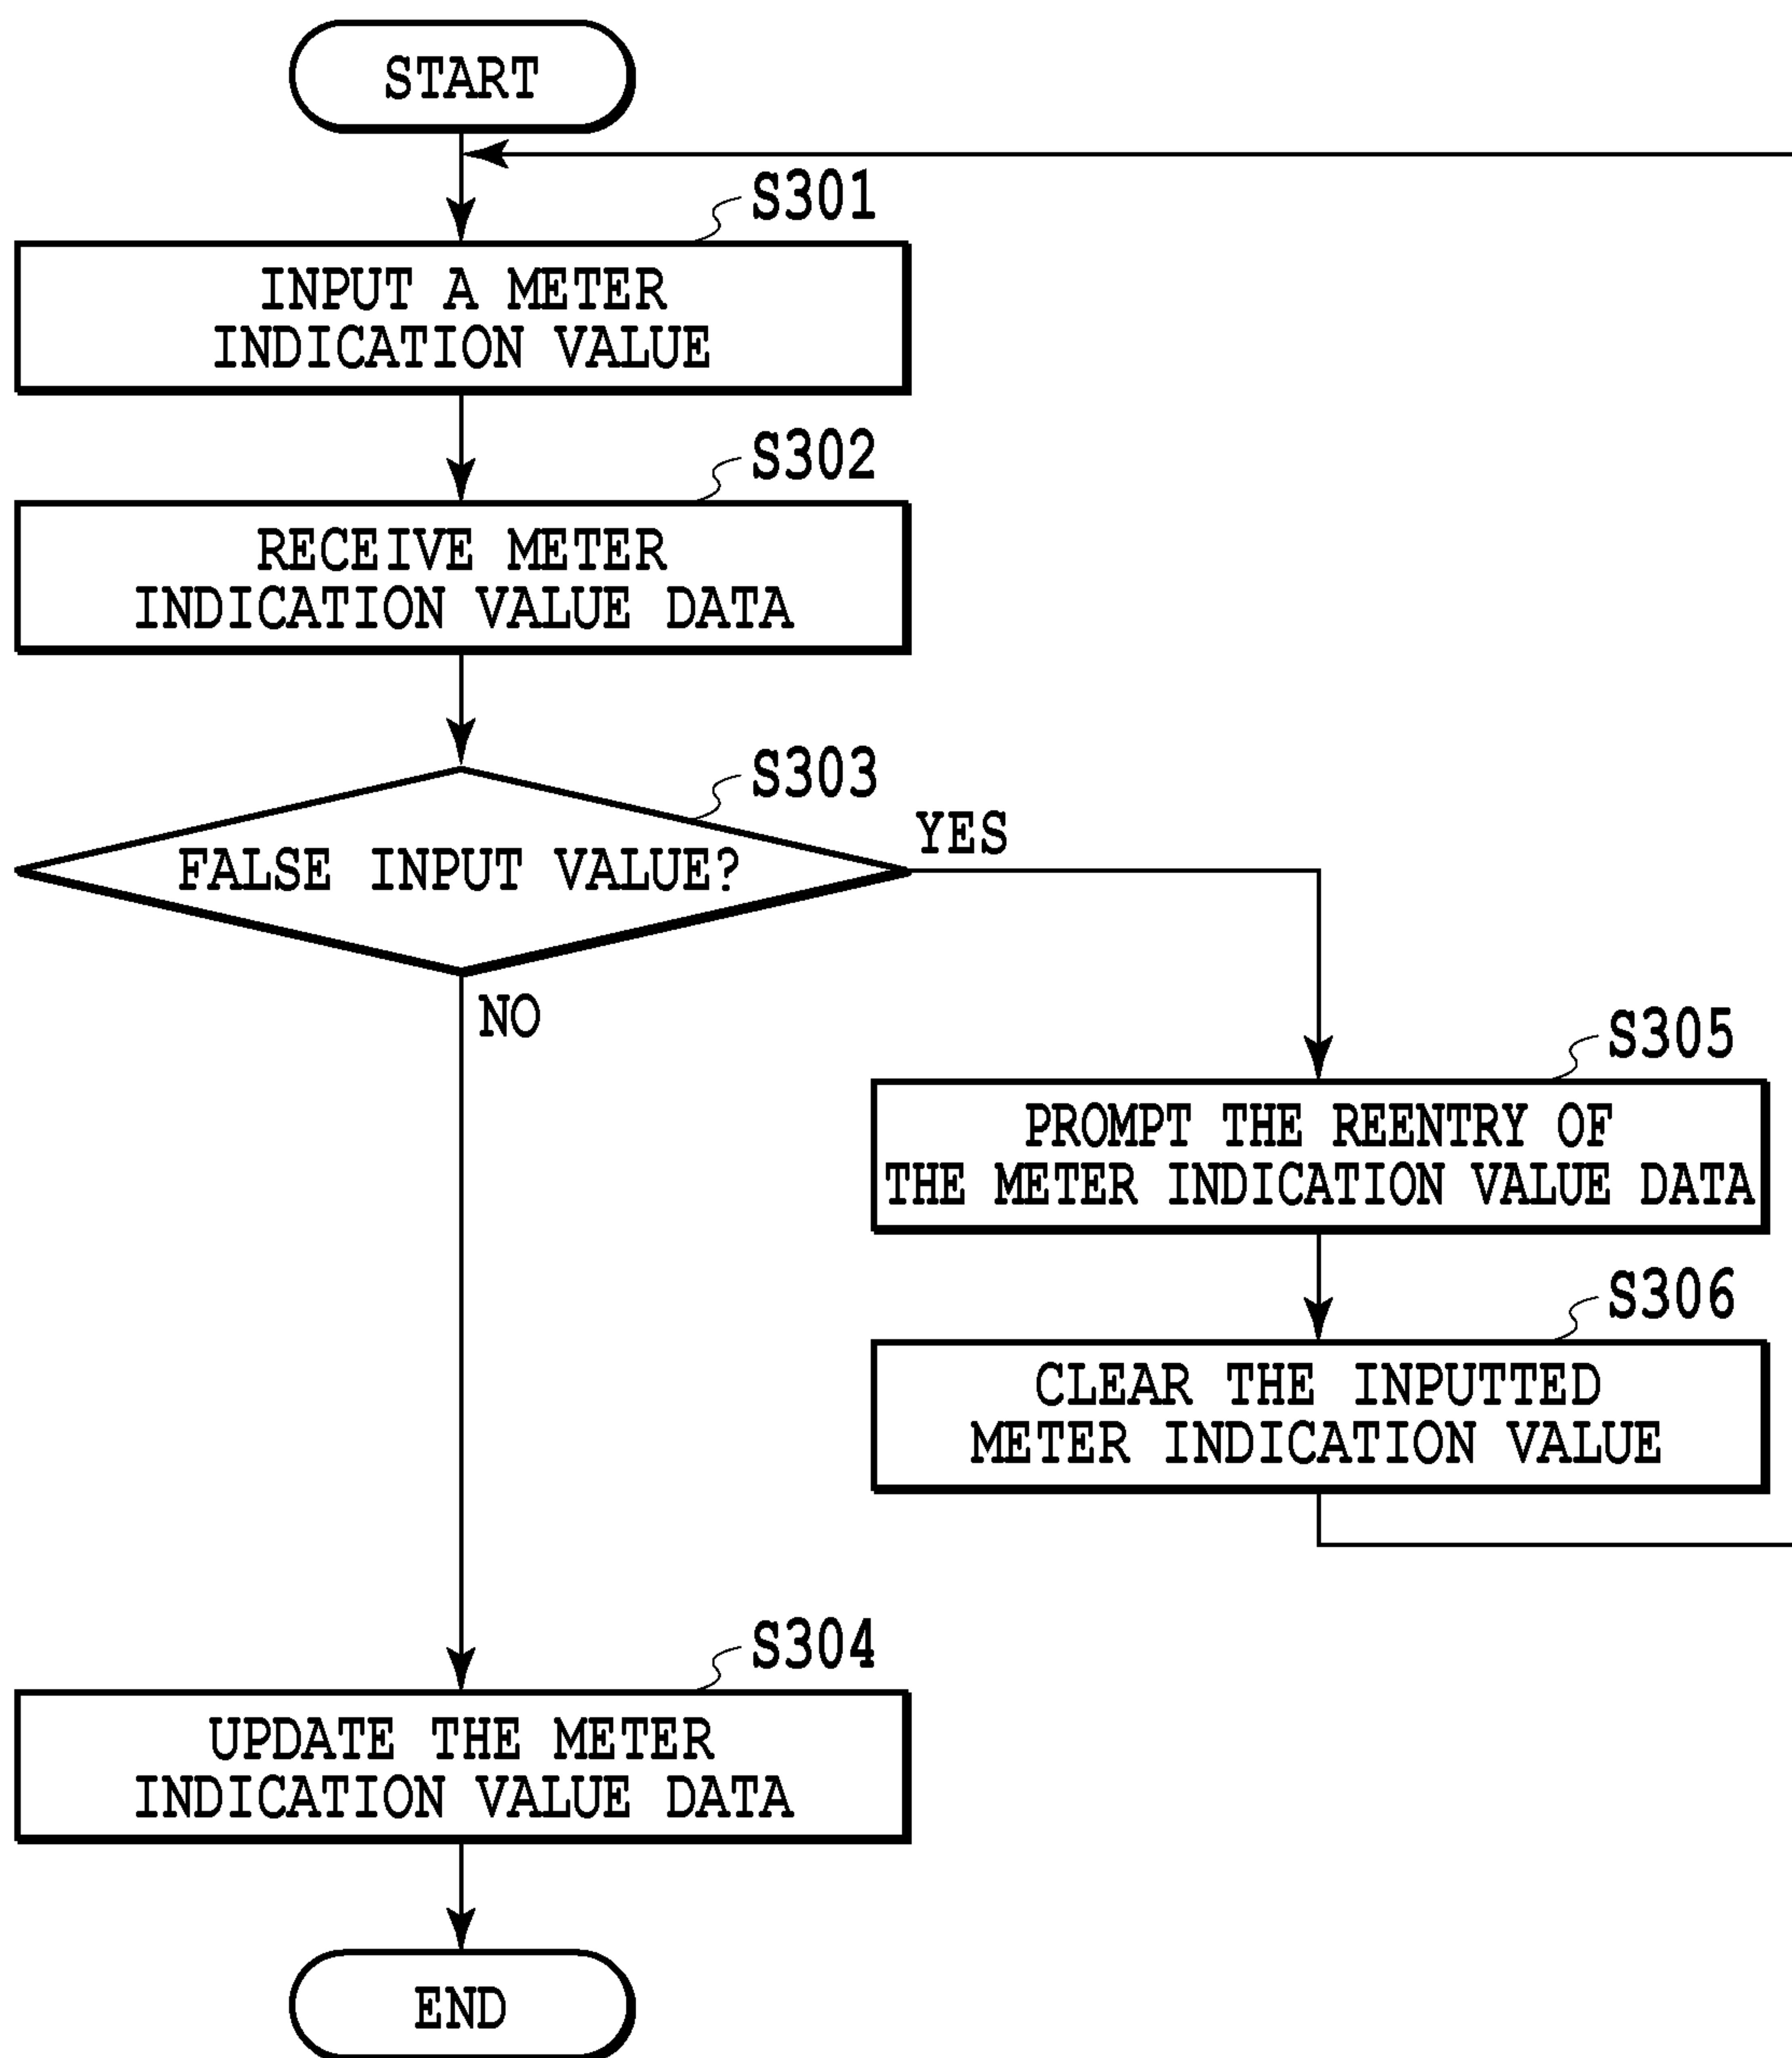 START
S301
INPUT A METER
INDICATION VALUE
S302
RECEIVE METER
INDICATION VALUE DATA
S303
FALSE INPUT VALUE?
YES
NO
S305
PROMPT THE REENTRY OF
THE METER INDICATION VALUE DATA
S306
CLEAR THE INPUTTED
METER INDICATION VALUE
S304
UPDATE THE METER
INDICATION VALUE DATA
END